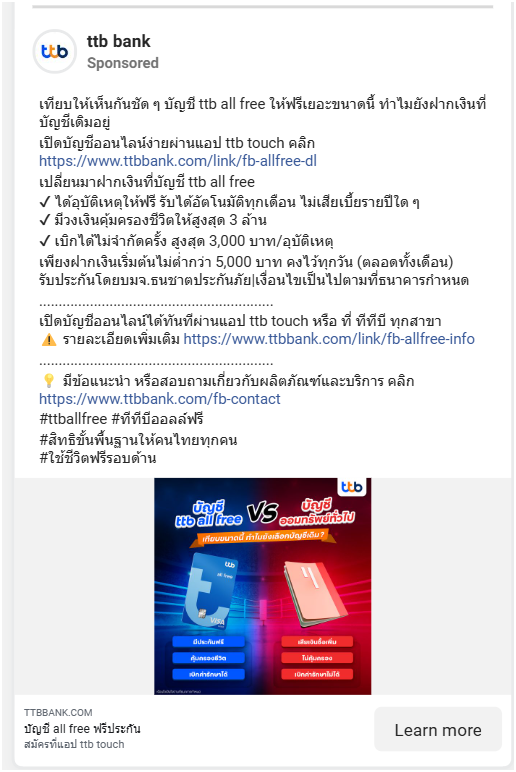 ttb
ttb bank
Sponsored
เทียบให้เห็นกันชัด ๆ บัญชี ttb all free ให้ฟรีเยอะขนาดนี้ ทำไมยังฝากเงินที่
บัญชีเดิมอยู่
เปิดบัญชีออนไลน์ง่ายผ่านแอป ttb touch คลิก
https://www.ttbbank.com/link/fb-allfree-dl
เปลี่ยนมาฝากเงินที่บัญชี ttb all free
✓ ได้อุบัติเหตุให้ฟรี รับได้อัตโนมัติทุกเดือน ไม่เสียเบี้ยรายปีใด ๆ
✓ มีวงเงินคุ้มครองชีวิตให้สูงสุด 3 ล้าน
✓ เบิกได้ไม่จำกัดครั้ง สูงสุด 3,000 บาท/อุบัติเหตุ
เพียงฝากเงินเริ่มต้นไม่ต่ำกว่า 5,000 บาท คงไว้ทุกวัน (ตลอดทั้งเดือน)
รับประกันโดยบมจ.ธนชาตประกันภัย|เงื่อนไขเป็นไปตามที่ธนาคารกำหนด
............................................................
เปิดบัญชีออนไลน์ได้ทันทีผ่านแอป ttb touch หรือ ที่ ทีทีบี ทุกสาขา
⚠️ รายละเอียดเพิ่มเติม https://www.ttbbank.com/link/fb-allfree-info
............................................................
💡 มีข้อแนะนำ หรือสอบถามเกี่ยวกับผลิตภัณฑ์และบริการ คลิก
https://www.ttbbank.com/fb-contact
#ttballfree #ทีทีบีออลล์ฟรี
#สิทธิขั้นพื้นฐานให้คนไทยทุกคน
#ใช้ชีวิตฟรีรอบด้าน
ttb
บัญชี ttb all free VS บัญชีออมทรัพย์ทั่วไป
เทียบขนาดนี้ ทำไมยังเลือกบัญชีเดิม?
ttb
all free
VISA
มีประกันฟรี
เสียเงินซื้อเพิ่ม
คุ้มครองชีวิต
ไม่คุ้มครอง
เบิกค่ารักษาได้
เบิกค่ารักษาไม่ได้
TTBBANK.COM
บัญชี all free ฟรีประกัน
สมัครที่แอป ttb touch
Learn more